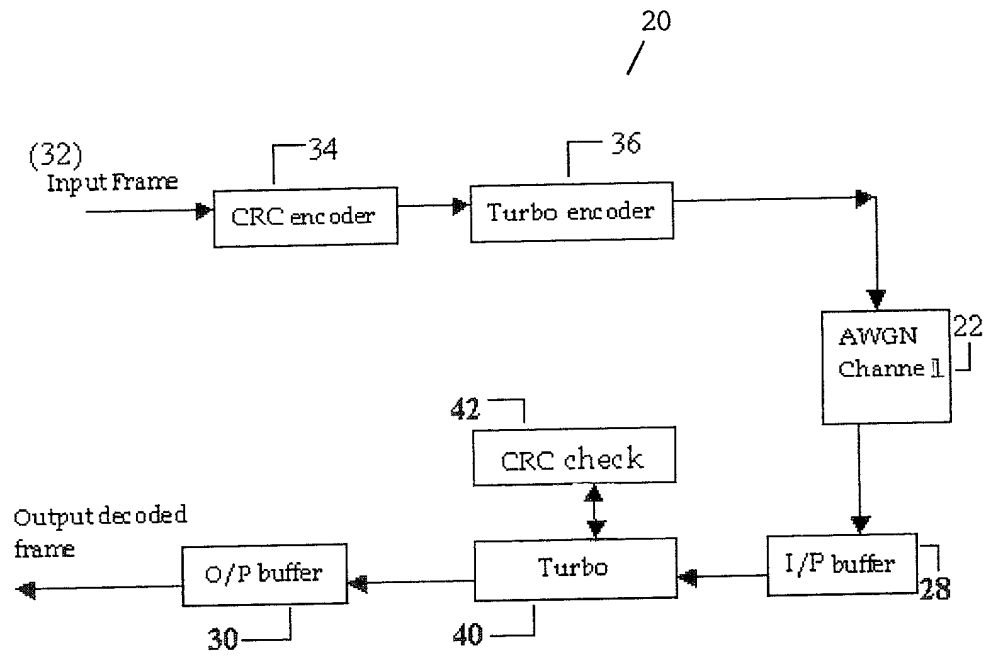 20
(32)
Input Frame
34
CRC encoder
36
Turbo encoder
AWGN
Channel
22
42
CRC check
Output decoded
frame
O/P buffer
30
Turbo
40
I/P buffer
28